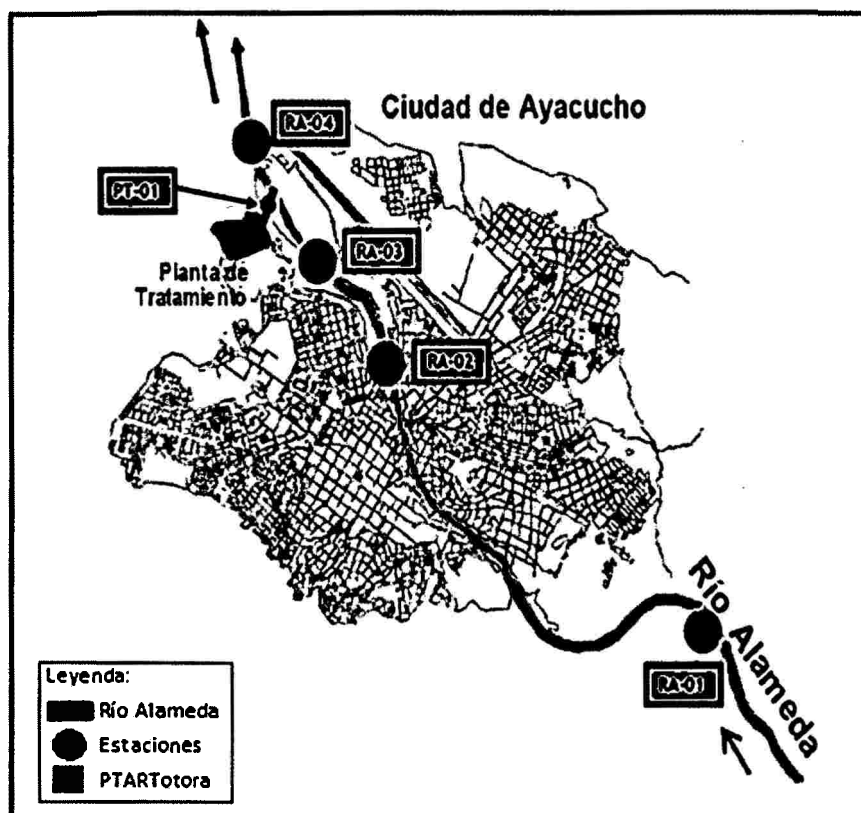 Ciudad de Ayacucho
RA-04
PT-01
RA-03
Planta de
Tratamiento
RA-02
Río Alameda
RA-01
Leyenda:
Río Alameda
Estaciones
PTARTotora